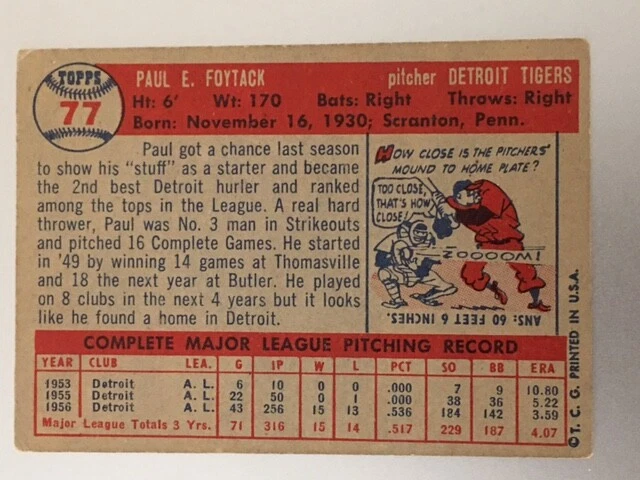 TOPPS
77
PAUL E. FOYTACK pitcher DETROIT TIGERS
Ht: 6' Wt: 170 Bats: Right Throws: Right
Born: November 16, 1930; Scranton, Penn.
Paul got a chance last season
to show his "stuff" as a starter and became
the 2nd best Detroit hurler and ranked
among the tops in the League. A real hard
thrower, Paul was No. 3 man in Strikeouts
and pitched 16 Complete Games. He started
in '49 by winning 14 games at Thomasville
and 18 the next year at Butler. He played
on 8 clubs in the next 4 years but it looks
like he found a home in Detroit.
HOW CLOSE IS THE PITCHERS'
MOUND TO HOME PLATE?
TOO CLOSE,
THAT'S HOW
CLOSE!
ZOOOOM!
ANS: 60 FEET 6 INCHES.
COMPLETE MAJOR LEAGUE PITCHING RECORD
YEAR CLUB LEA. G IP W L PCT SO BB ERA
1953 Detroit A. L. 6 10 0 0 .000 7 9 10.80
1955 Detroit A. L. 22 50 0 1 .000 38 36 5.22
1956 Detroit A. L. 43 256 15 13 .536 184 142 3.59
Major League Totals 3 Yrs. 71 316 15 14 .517 229 187 4.07
© T. C. G. PRINTED IN U.S.A.